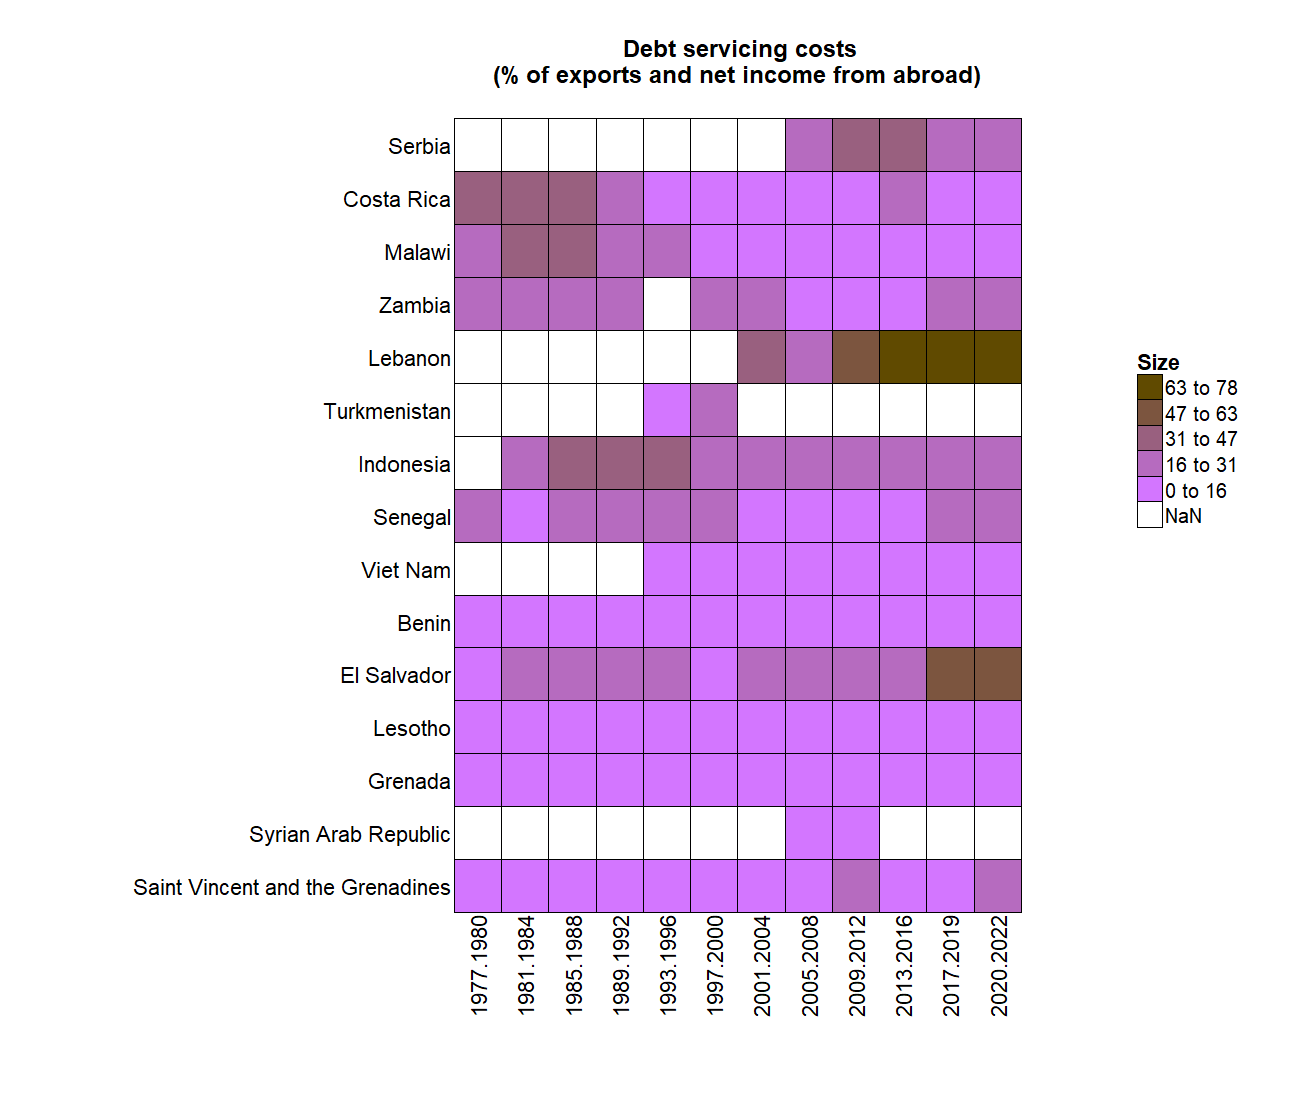 Debt servicing costs
(% of exports and net income from abroad)
Serbia
Costa Rica
Malawi
Zambia
Lebanon
Turkmenistan
Indonesia
Senegal
Viet Nam
Benin
El Salvador
Lesotho
Grenada
Syrian Arab Republic
Saint Vincent and the Grenadines
1977.1980
1981.1984
1985.1988
1989.1992
1993.1996
1997.2000
2001.2004
2005.2008
2009.2012
2013.2016
2017.2019
2020.2022
Size
63 to 78
47 to 63
31 to 47
16 to 31
0 to 16
NaN